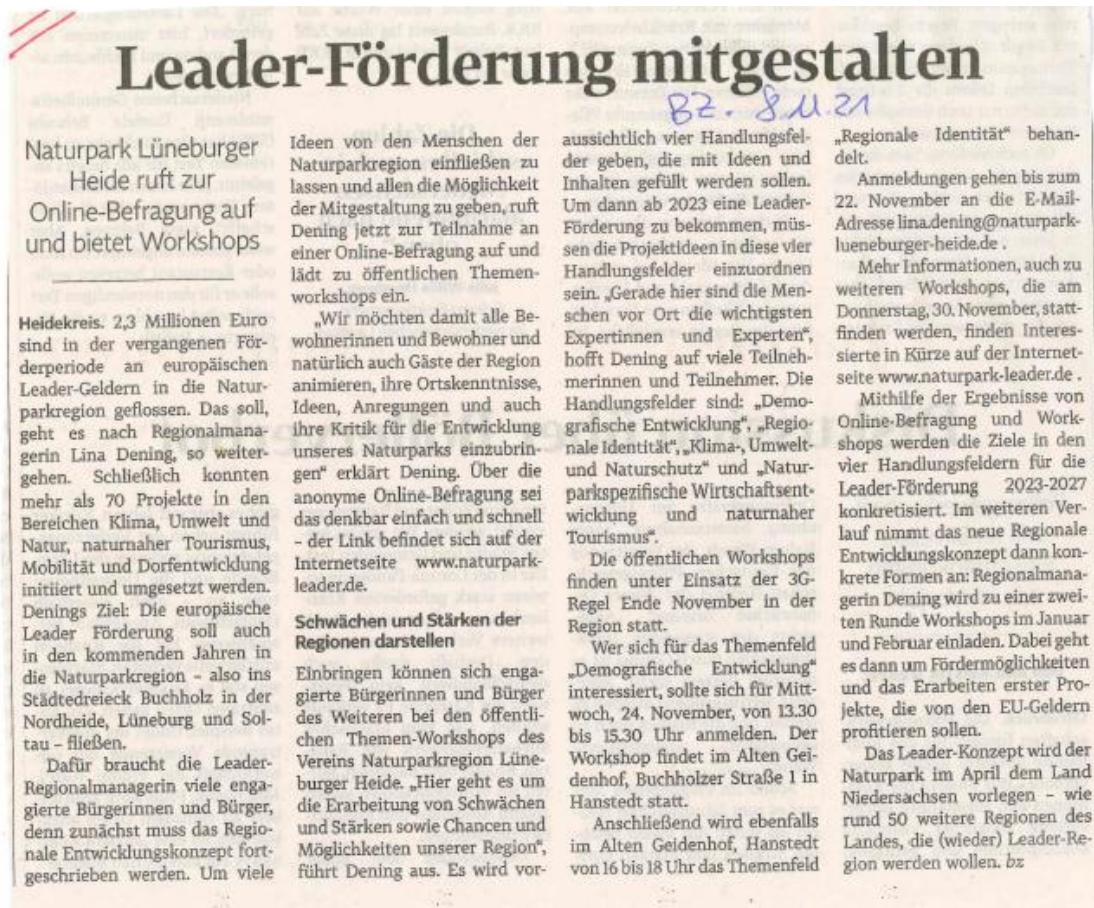 Leader-Förderung mitgestalten
BZ. 8.11.21
Naturpark Lüneburger
Heide ruft zur
Online-Befragung auf
und bietet Workshops
Heidekreis. 2,3 Millionen Euro
sind in der vergangenen För-
derperiode an europäischen
Leader-Geldern in die Natur-
parkregion geflossen. Das soll,
geht es nach Regionalmana-
gerin Lina Dening, so weiter-
gehen. Schließlich konnten
mehr als 70 Projekte in den
Bereichen Klima, Umwelt und
Natur, naturnaher Tourismus,
Mobilität und Dorfentwicklung
initiiert und umgesetzt werden.
Denings Ziel: Die europäische
Leader Förderung soll auch
in den kommenden Jahren in
die Naturparkregion – also ins
Städtedreieck Buchholz in der
Nordheide, Lüneburg und Sol-
tau – fließen.
Dafür braucht die Leader-
Regionalmanagerin viele enga-
gierte Bürgerinnen und Bürger,
denn zunächst muss das Regio-
nale Entwicklungskonzept fort-
geschrieben werden. Um viele
Ideen von den Menschen der
Naturparkregion einfließen zu
lassen und allen die Möglichkeit
der Mitgestaltung zu geben, ruft
Dening jetzt zur Teilnahme an
einer Online-Befragung auf und
lädt zu öffentlichen Themen-
workshops ein.
„Wir möchten damit alle Be-
wohnerinnen und Bewohner und
natürlich auch Gäste der Region
animieren, ihre Ortskenntnisse,
Ideen, Anregungen und auch
ihre Kritik für die Entwicklung
unseres Naturparks einzubrin-
gen“ erklärt Dening. Über die
anonyme Online-Befragung sei
das denkbar einfach und schnell
– der Link befindet sich auf der
Internetseite www.naturpark-
leader.de.
Schwächen und Stärken der
Regionen darstellen
Einbringen können sich enga-
gierte Bürgerinnen und Bürger
des Weiteren bei den öffentli-
chen Themen-Workshops des
Vereins Naturparkregion Lüne-
burger Heide. „Hier geht es um
die Erarbeitung von Schwächen
und Stärken sowie Chancen und
Möglichkeiten unserer Region“,
führt Dening aus. Es wird vor-
aussichtlich vier Handlungsfel-
der geben, die mit Ideen und
Inhalten gefüllt werden sollen.
Um dann ab 2023 eine Leader-
Förderung zu bekommen, müs-
sen die Projektideen in diese vier
Handlungsfelder einzuordnen
sein. „Gerade hier sind die Men-
schen vor Ort die wichtigsten
Expertinnen und Experten“,
hofft Dening auf viele Teilneh-
merinnen und Teilnehmer. Die
Handlungsfelder sind: „Demo-
grafische Entwicklung“, „Regio-
nale Identität“, „Klima-, Umwelt-
und Naturschutz“ und „Natur-
parkspezifische Wirtschaftsent-
wicklung und naturnaher
Tourismus“.
Die öffentlichen Workshops
finden unter Einsatz der 3G-
Regel Ende November in der
Region statt.
Wer sich für das Themenfeld
„Demografische Entwicklung“
interessiert, sollte sich für Mitt-
woch, 24. November, von 13.30
bis 15.30 Uhr anmelden. Der
Workshop findet im Alten Gei-
denhof, Buchholzer Straße 1 in
Hanstedt statt.
Anschließend wird ebenfalls
im Alten Geidenhof, Hanstedt
von 16 bis 18 Uhr das Themenfeld
„Regionale Identität“ behan-
delt.
Anmeldungen gehen bis zum
22. November an die E-Mail-
Adresse lina.dening@naturpark-
lueneburger-heide.de .
Mehr Informationen, auch zu
weiteren Workshops, die am
Donnerstag, 30. November, statt-
finden werden, finden Interes-
sierte in Kürze auf der Internet-
seite www.naturpark-leader.de .
Mithilfe der Ergebnisse von
Online-Befragung und Work-
shops werden die Ziele in den
vier Handlungsfeldern für die
Leader-Förderung 2023-2027
konkretisiert. Im weiteren Ver-
lauf nimmt das neue Regionale
Entwicklungskonzept dann kon-
krete Formen an: Regionalmana-
gerin Dening wird zu einer zwei-
ten Runde Workshops im Januar
und Februar einladen. Dabei geht
es dann um Fördermöglichkeiten
und das Erarbeiten erster Pro-
jekte, die von den EU-Geldern
profitieren sollen.
Das Leader-Konzept wird der
Naturpark im April dem Land
Niedersachsen vorlegen – wie
rund 50 weitere Regionen des
Landes, die (wieder) Leader-Re-
gion werden wollen. bz